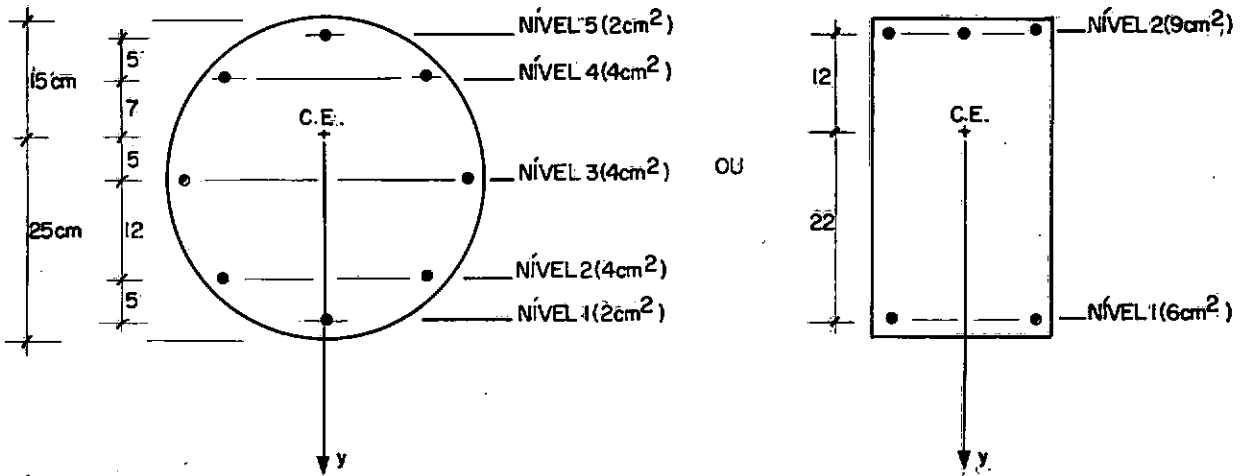 NÍVEL 5 (2cm²)
5
15cm
NÍVEL 4 (4cm²)
7
C.E.
5
NÍVEL 3 (4cm²)
25cm
12
NÍVEL 2 (4cm²)
5
NÍVEL 1 (2cm²)
y
OU
NÍVEL 2 (9cm²)
12
C.E.
22
NÍVEL 1 (6cm²)
y